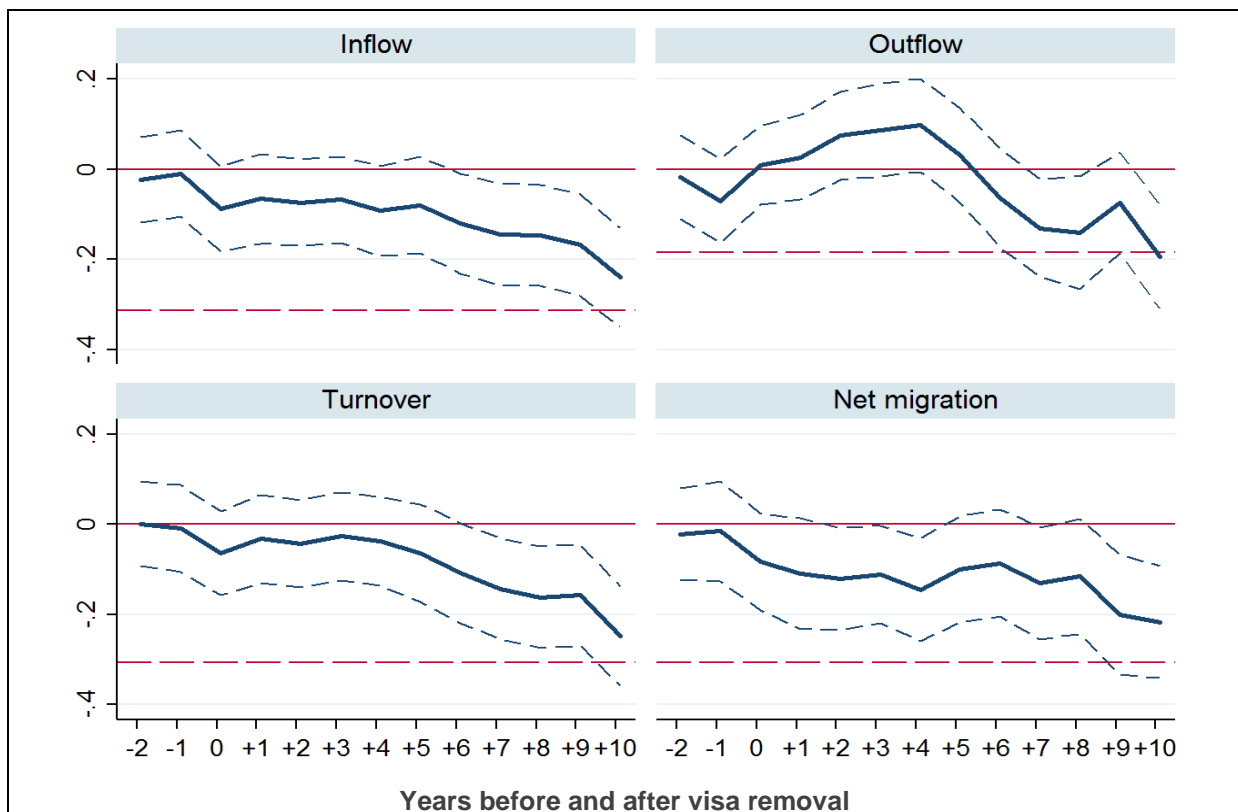 Inflow
Outflow
.2
0
-.2
-.4
Turnover
Net migration
.2
0
-.2
-.4
-2 -1 0 +1 +2 +3 +4 +5 +6 +7 +8 +9 +10
-2 -1 0 +1 +2 +3 +4 +5 +6 +7 +8 +9 +10
Years before and after visa removal